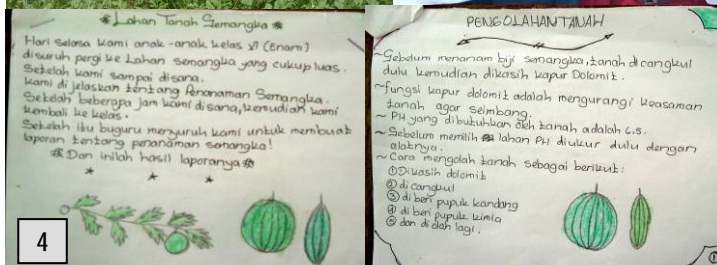 Lahan Tanah Semangka
Hari selasa kami anak-anak kelas VI (Enam)
disuruh pergi ke Lahan semangka yang cukup luas.
Setelah kami sampai disana.
Kami di jelaskan tentang Penanaman Semangka.
Setelah beberapa jam kami disana, kemudian kami
kembali ke kelas.
Setelah itu buguru menyuruh kami untuk membuat
laporan tentang penanaman semangka!
Dan inilah hasil laporanya
4
PENGOLAHAN TANAH
~ Sebelum menanam biji semangka, tanah dicangkul
dulu kemudian dikasih kapur Dolomit.
~ fungsi kapur dolomit adalah mengurangi keasaman
tanah agar seimbang.
~ PH yang dibutuhkan oleh tanah adalah 6.5.
~ Sebelum memilih lahan PH diukur dulu dengan
alatnya.
~ Cara mengolah tanah sebagai berikut:
① Dikasih dolomit
② di cangkul
③ di beri pupuk kandang
④ di beri pupuk kimia
⑤ dan di dah lagi.
①